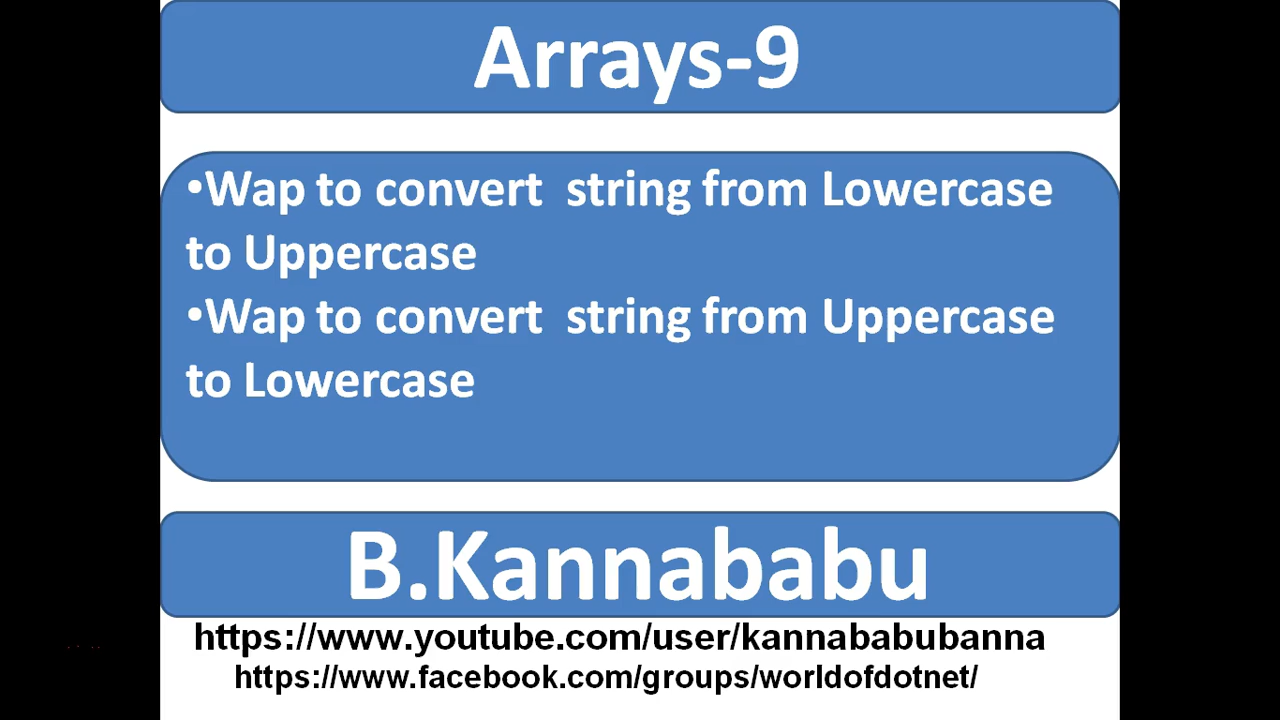 Arrays-9
•Wap to convert  string from Lowercase
to Uppercase
•Wap to convert  string from Uppercase
to Lowercase
B.Kannababu
https://www.youtube.com/user/kannababubanna
https://www.facebook.com/groups/worldofdotnet/